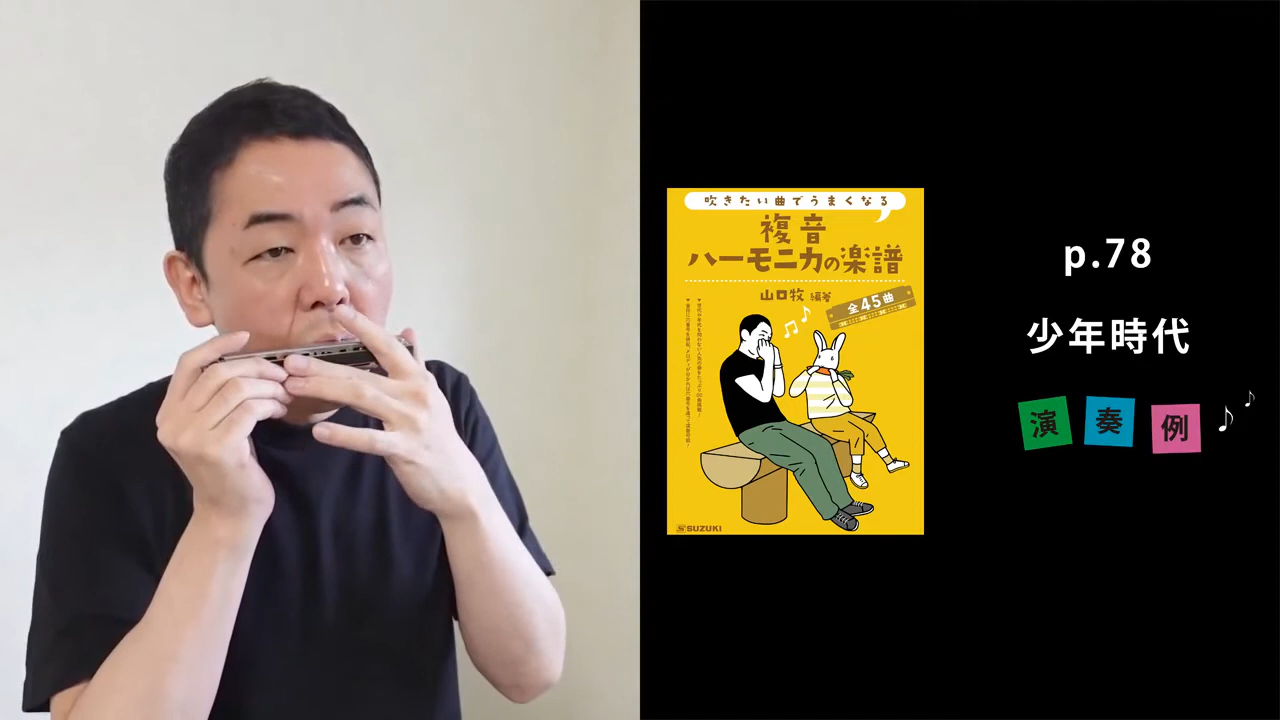 吹きたい曲でうまくなる
複音
ハーモニカの楽譜
山口牧 編著
全45曲
SUZUKI
p.78
少年時代
演奏例